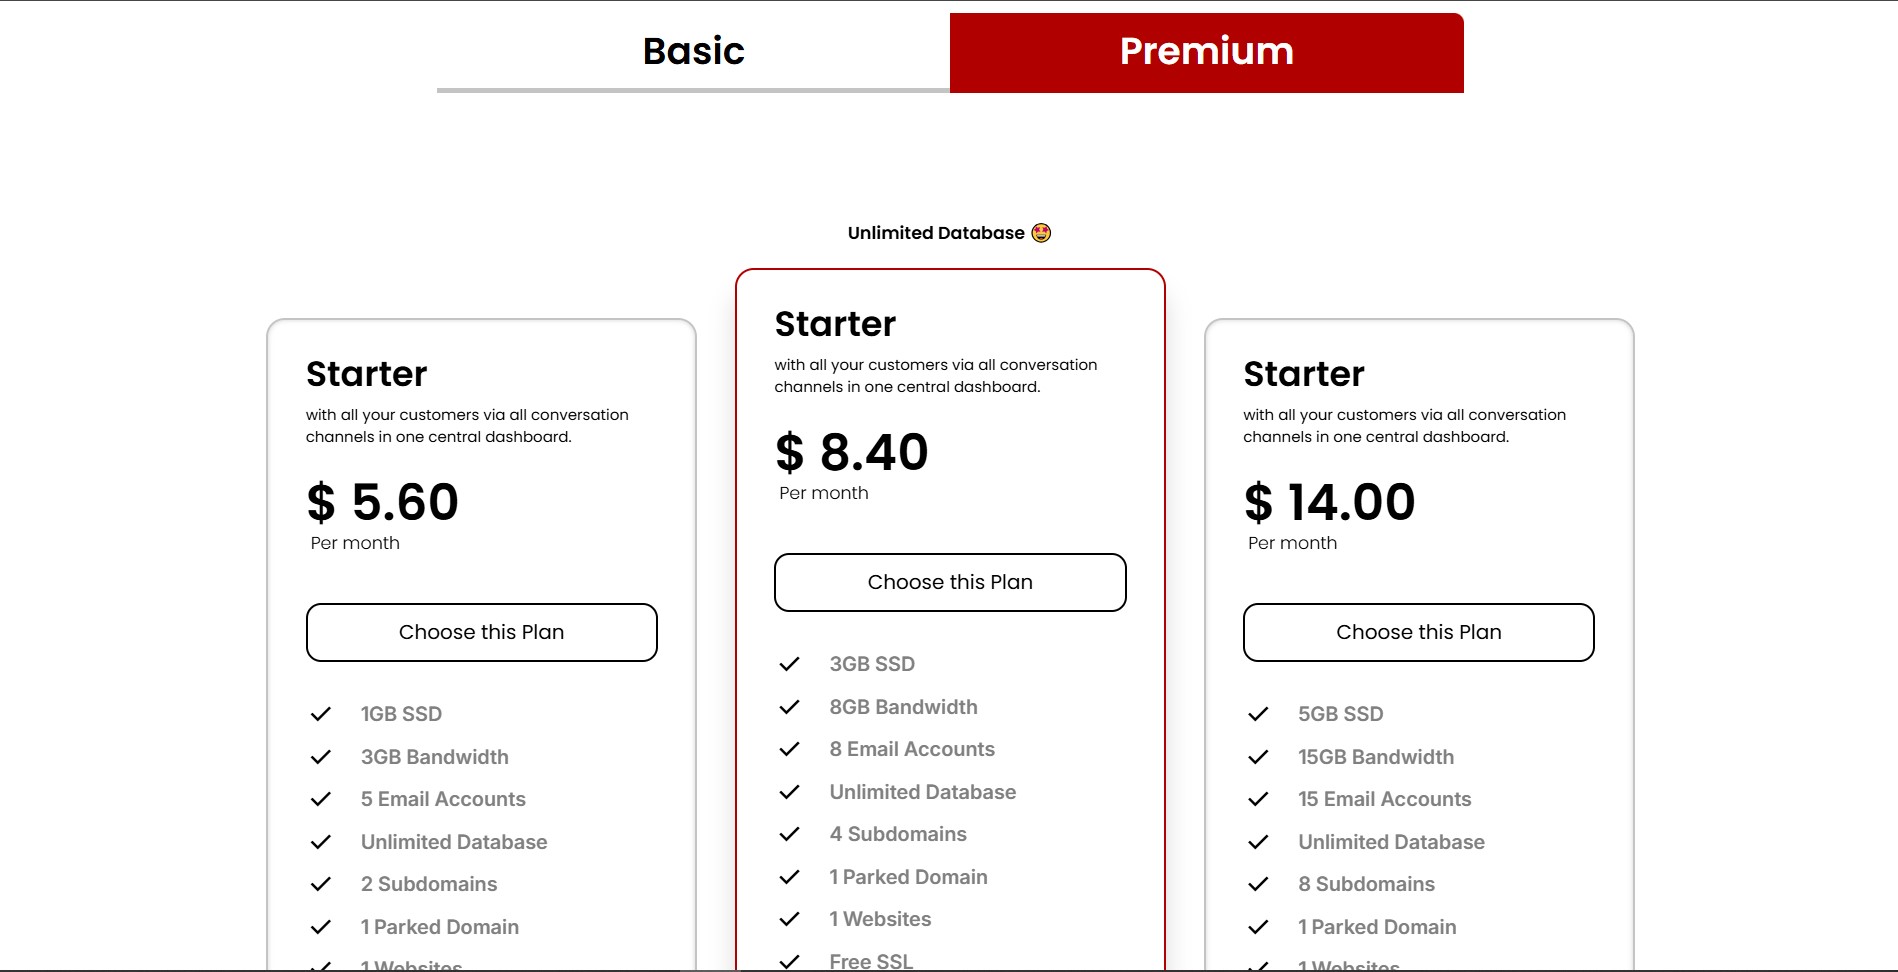 Basic
Premium
Unlimited Database 🤩
Starter
with all your customers via all conversation
channels in one central dashboard.
$ 5.60
Per month
Choose this Plan
1GB SSD
3GB Bandwidth
5 Email Accounts
Unlimited Database
2 Subdomains
1 Parked Domain
1 Websites
Starter
with all your customers via all conversation
channels in one central dashboard.
$ 8.40
Per month
Choose this Plan
3GB SSD
8GB Bandwidth
8 Email Accounts
Unlimited Database
4 Subdomains
1 Parked Domain
1 Websites
Free SSL
Starter
with all your customers via all conversation
channels in one central dashboard.
$ 14.00
Per month
Choose this Plan
5GB SSD
15GB Bandwidth
15 Email Accounts
Unlimited Database
8 Subdomains
1 Parked Domain
1 Websites